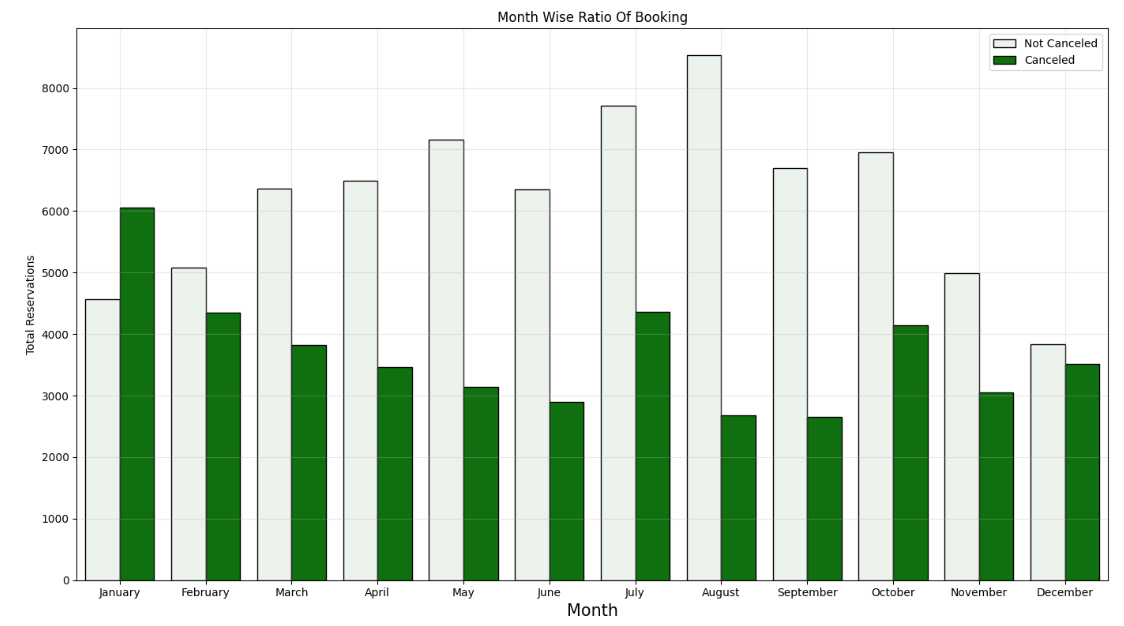 Month Wise Ratio Of Booking
Not Canceled
Canceled
Total Reservations
8000
7000
6000
5000
4000
3000
2000
1000
0
January February March April May June July August September October November December
Month